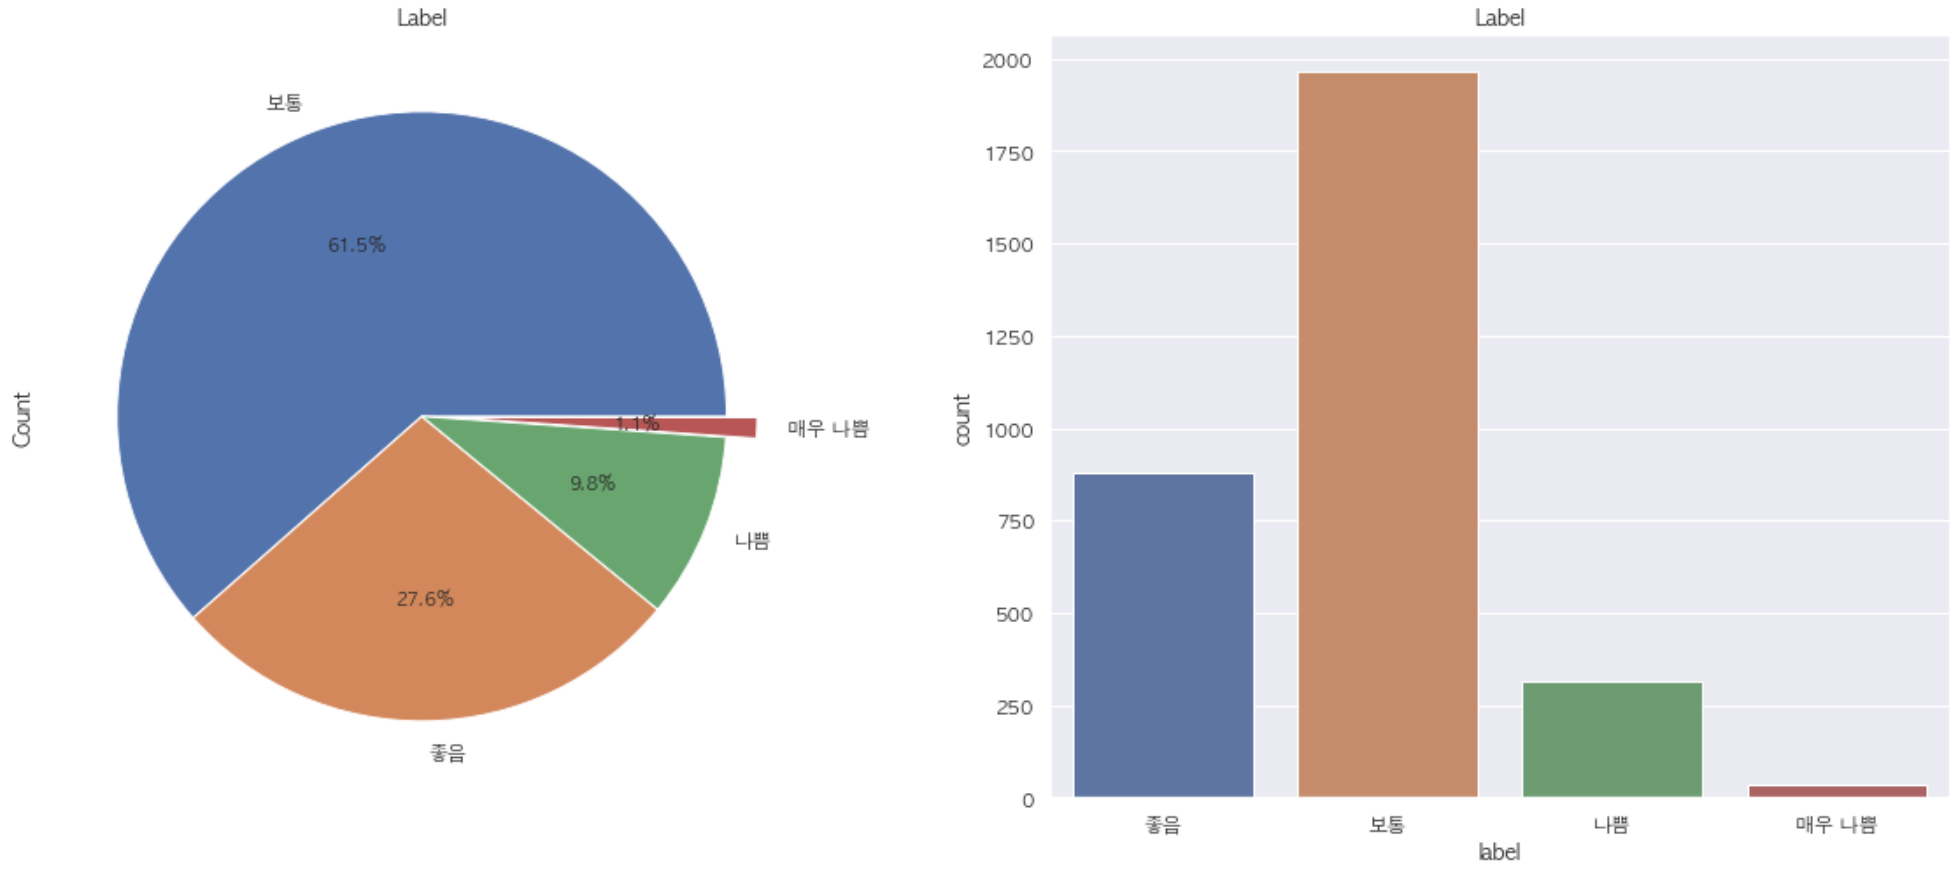 Label
보통
61.5%
1.1%
매우 나쁨
9.8%
나쁨
27.6%
좋음
Count
Label
2000
1750
1500
1250
1000
750
500
250
0
count
좋음
보통
나쁨
매우 나쁨
label